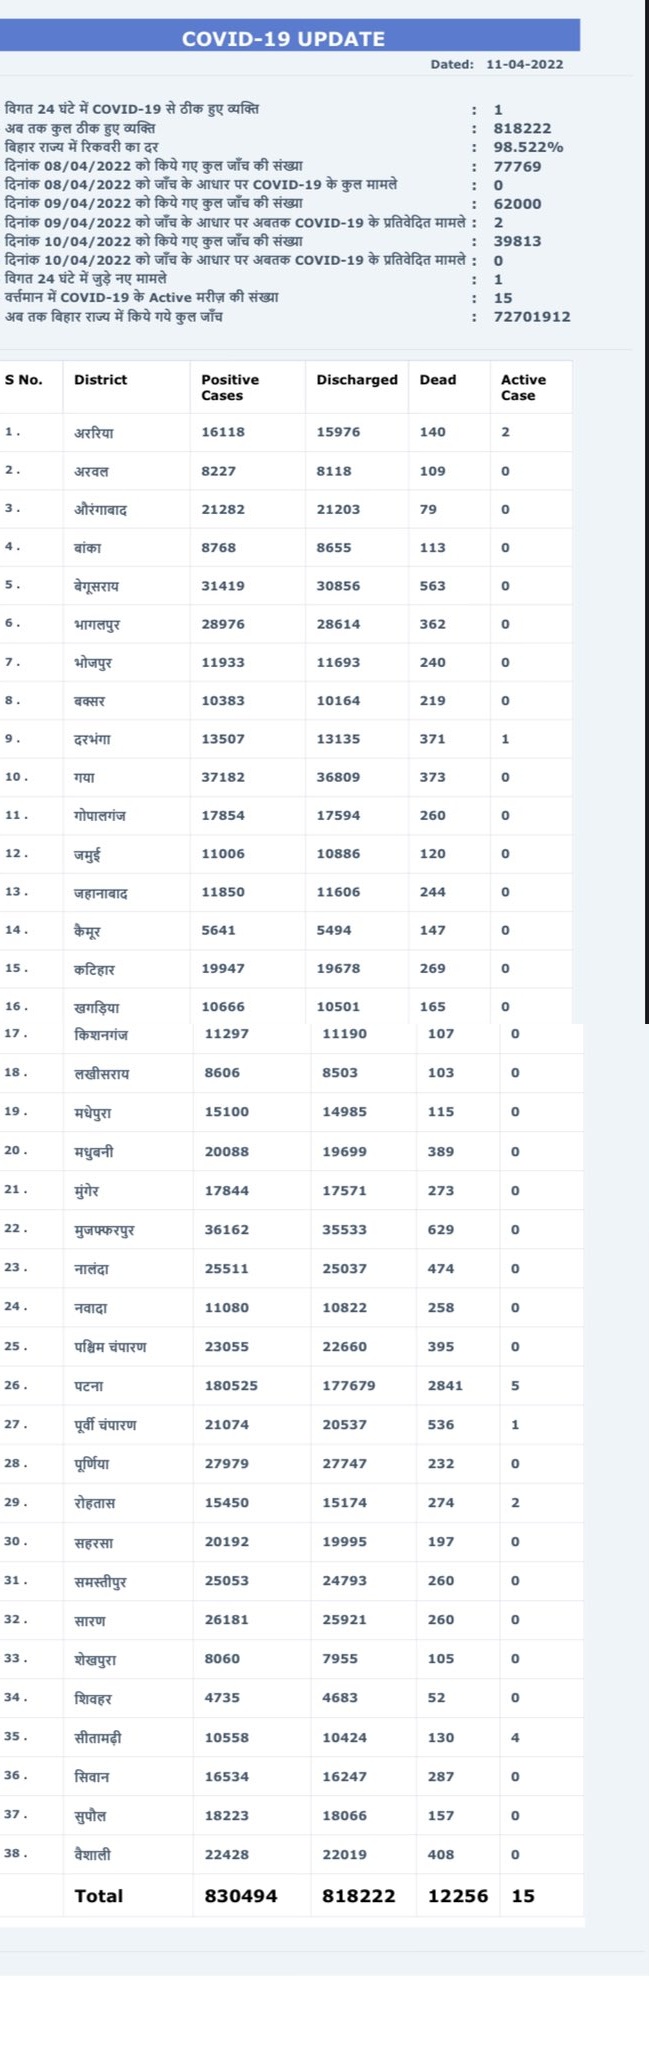 COVID-19 UPDATE
Dated: 11-04-2022
विगत 24 घंटे में COVID-19 से ठीक हुए व्यक्ति : 1
अब तक कुल ठीक हुए व्यक्ति : 818222
बिहार राज्य में रिकवरी का दर : 98.522%
दिनांक 08/04/2022 को किये गए कुल जाँच की संख्या : 77769
दिनांक 08/04/2022 को जाँच के आधार पर COVID-19 के कुल मामले : 0
दिनांक 09/04/2022 को किये गए कुल जाँच की संख्या : 62000
दिनांक 09/04/2022 को जाँच के आधार पर अबतक COVID-19 के प्रतिवेदित मामले : 2
दिनांक 10/04/2022 को किये गए कुल जाँच की संख्या : 39813
दिनांक 10/04/2022 को जाँच के आधार पर अबतक COVID-19 के प्रतिवेदित मामले : 0
विगत 24 घंटे में जुड़े नए मामले : 1
वर्त्तमान में COVID-19 के Active मरीज़ की संख्या : 15
अब तक बिहार राज्य में किये गये कुल जाँच : 72701912
S No. District Positive Cases Discharged Dead Active Case
1. अररिया 16118 15976 140 2
2. अरवल 8227 8118 109 0
3. औरंगाबाद 21282 21203 79 0
4. बांका 8768 8655 113 0
5. बेगूसराय 31419 30856 563 0
6. भागलपुर 28976 28614 362 0
7. भोजपुर 11933 11693 240 0
8. बक्सर 10383 10164 219 0
9. दरभंगा 13507 13135 371 1
10. गया 37182 36809 373 0
11. गोपालगंज 17854 17594 260 0
12. जमुई 11006 10886 120 0
13. जहानाबाद 11850 11606 244 0
14. कैमूर 5641 5494 147 0
15. कटिहार 19947 19678 269 0
16. खगड़िया 10666 10501 165 0
17. किशनगंज 11297 11190 107 0
18. लखीसराय 8606 8503 103 0
19. मधेपुरा 15100 14985 115 0
20. मधुबनी 20088 19699 389 0
21. मुंगेर 17844 17571 273 0
22. मुजफ्फरपुर 36162 35533 629 0
23. नालंदा 25511 25037 474 0
24. नवादा 11080 10822 258 0
25. पश्चिम चंपारण 23055 22660 395 0
26. पटना 180525 177679 2841 5
27. पूर्वी चंपारण 21074 20537 536 1
28. पूर्णिया 27979 27747 232 0
29. रोहतास 15450 15174 274 2
30. सहरसा 20192 19995 197 0
31. समस्तीपुर 25053 24793 260 0
32. सारण 26181 25921 260 0
33. शेखपुरा 8060 7955 105 0
34. शिवहर 4735 4683 52 0
35. सीतामढ़ी 10558 10424 130 4
36. सिवान 16534 16247 287 0
37. सुपौल 18223 18066 157 0
38. वैशाली 22428 22019 408 0
Total 830494 818222 12256 15